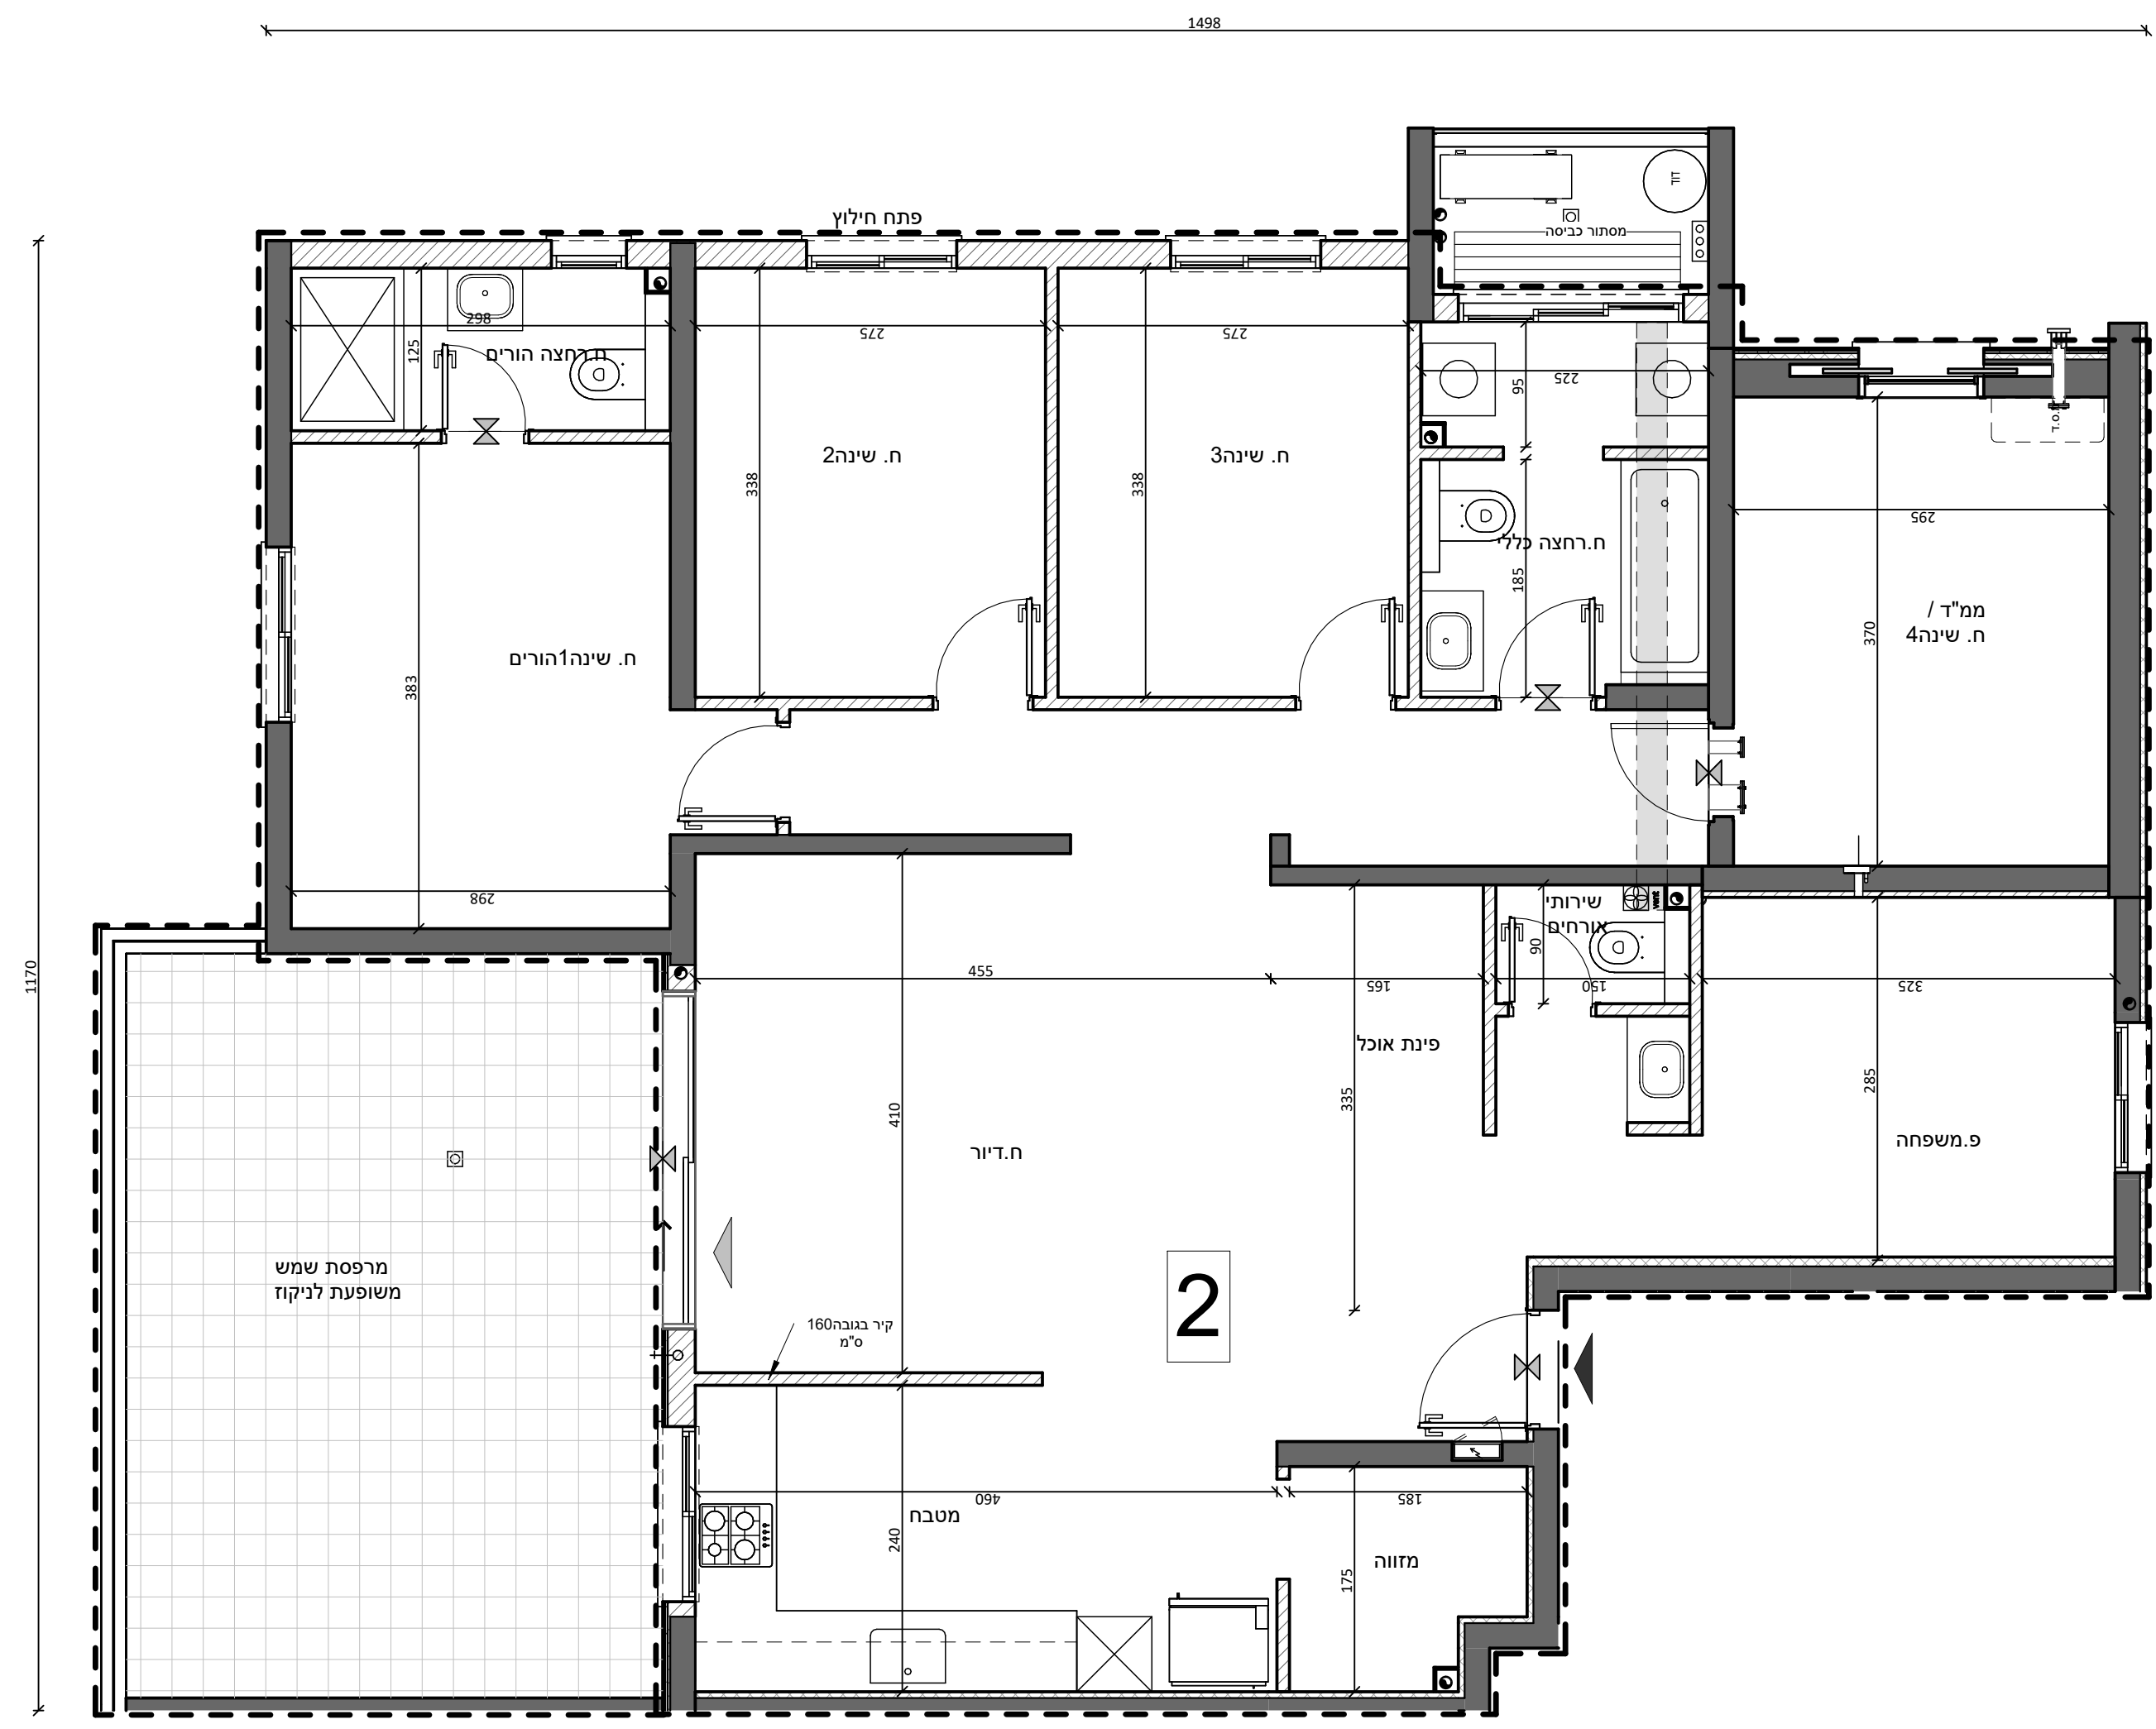 1498
פתח חילוץ
דוד
מסתור כביסה
298
275
275
125
ח.רחצה הורים
95
225
ח. שינה2
ח. שינה3
338
338
295
ח.רחצה כללי
185
ממ"ד /
ח. שינה4
370
ח. שינה1הורים
383
298
שירותי
אורחים
vent
90
1170
455
165
150
325
פינת אוכל
335
285
410
ח.דיור
פ.משפחה
מרפסת שמש
משופעת לניקוז
2
קיר בגובה160
ס"מ
460
185
מטבח
240
מזווה
175